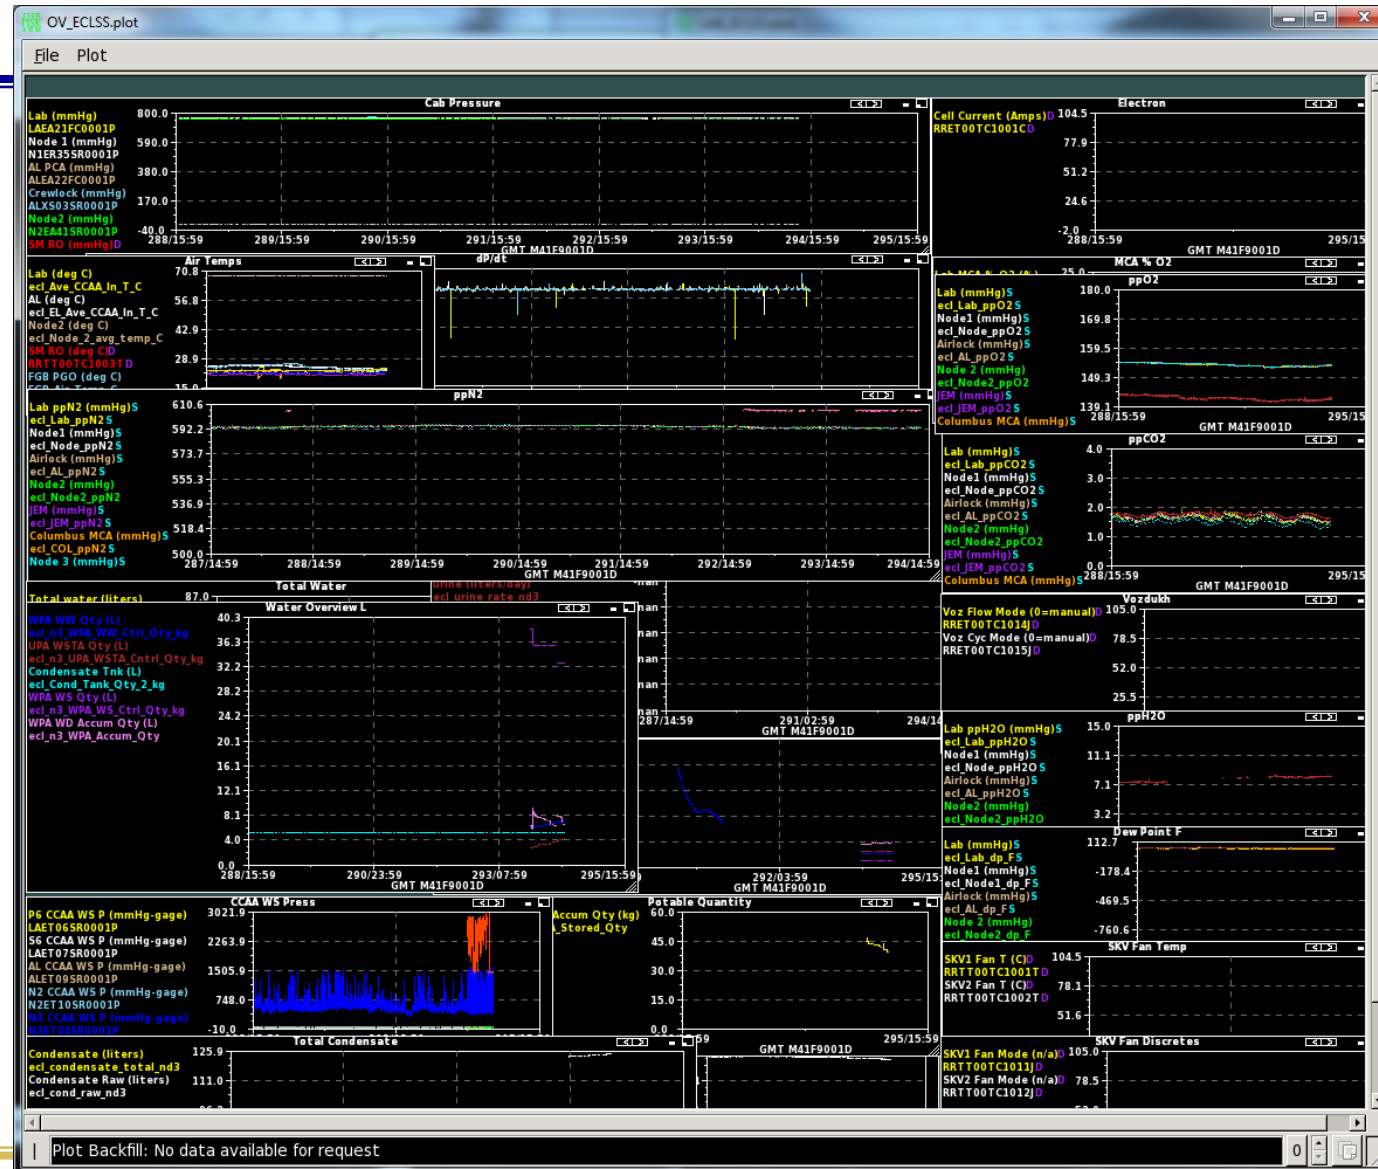 OV_ECLSS.plot
File Plot
Cab Pressure
Lab (mmHg)
LAEA21FC0001P
Node 1 (mmHg)
N1ER35SR0001P
AL PCA (mmHg)
ALEA22FC0001P
Crewlock (mmHg)
ALXS03SR0001P
Node2 (mmHg)
N2EA41SR0001P
SM RO (mmHg)D
800.0
590.0
380.0
170.0
-40.0
288/15:59 289/15:59 290/15:59 291/15:59 292/15:59 293/15:59 294/15:59 295/15:59
GMT M41F9001D
Electron
Cell Current (Amps)D
RRET00TC1001CD
104.5
77.9
51.2
24.6
-2.0
288/15:59 295/15
GMT M41F9001D
Air Temps
Lab (deg C)
ecl_Ave_CCAA_In_T_C
AL (deg C)
ecl_EL_Ave_CCAA_In_T_C
Node2 (deg C)
ecl_Node_2_avg_temp_C
SM RO (deg C)D
RRTT00TC1003TD
FGB PGO (deg C)
70.8
56.8
42.9
28.9
15.0
dP/dt
MCA % O2
25.0
ppO2
Lab (mmHg)S
ecl_Lab_ppO2S
Node1 (mmHg)S
ecl_Node_ppO2S
Airlock (mmHg)S
ecl_AL_ppO2S
Node 2 (mmHg)
ecl_Node2_ppO2
JEM (mmHg)S
ecl_JEM_ppO2S
Columbus MCA (mmHg)S
180.0
169.8
159.5
149.3
139.1
288/15:59 295/15
GMT M41F9001D
ppN2
Lab ppN2 (mmHg)S
ecl_Lab_ppN2S
Node1 (mmHg)S
ecl_Node_ppN2S
Airlock (mmHg)S
ecl_AL_ppN2S
Node2 (mmHg)
ecl_Node2_ppN2
JEM (mmHg)S
ecl_JEM_ppN2S
Columbus MCA (mmHg)S
ecl_COL_ppN2S
Node 3 (mmHg)S
610.6
592.2
573.7
555.3
536.9
518.4
500.0
287/14:59 288/14:59 289/14:59 290/14:59 291/14:59 292/14:59 293/14:59 294/14:59
GMT M41F9001D
ppCO2
Lab (mmHg)S
ecl_Lab_ppCO2S
Node1 (mmHg)S
ecl_Node_ppCO2S
Airlock (mmHg)S
ecl_AL_ppCO2S
Node2 (mmHg)
ecl_Node2_ppCO2
JEM (mmHg)S
ecl_JEM_ppCO2S
Columbus MCA (mmHg)S
4.0
3.0
2.0
1.0
0.0
288/15:59 295/15
GMT M41F9001D
Total Water
Total water (liters)
87.0
urine (liters/day)
ecl urine rate nd3
Water Overview L
WPA WW Qty (L)
ecl_n3_WPA_WW_Ctrl_Qty_kg
UPA WSTA Qty (L)
ecl_n3_UPA_WSTA_Cntrl_Qty_kg
Condensate Tnk (L)
ecl_Cond_Tank_Qty_2_kg
WPA WS Qty (L)
ecl_n3_WPA_WS_Ctrl_Qty_kg
WPA WD Accum Qty (L)
ecl_n3_WPA_Accum_Qty
40.3
36.3
32.2
28.2
24.2
20.1
16.1
12.1
8.1
4.0
0.0
288/15:59 290/23:59 293/07:59 295/15:59
GMT M41F9001D
man
man
man
man
man
287/14:59 291/02:59 294/14
GMT M41F9001D
292/03:59 295/15
GMT M41F9001D
Vozdukh
Voz Flow Mode (0=manual)D
RRET00TC1014JD
Voz Cyc Mode (0=manual)D
RRET00TC1015JD
105.0
78.5
52.0
25.5
ppH2O
Lab ppH2O (mmHg)S
ecl_Lab_ppH2OS
Node1 (mmHg)S
ecl_Node_ppH2OS
Airlock (mmHg)S
ecl_AL_ppH2OS
Node2 (mmHg)
ecl_Node2_ppH2O
15.0
11.1
7.1
3.2
Dew Point F
Lab (mmHg)S
ecl_Lab_dp_FS
Node1 (mmHg)S
ecl_Node1_dp_FS
Airlock (mmHg)S
ecl_AL_dp_FS
Node 2 (mmHg)
ecl_Node2_dp_F
112.7
-178.4
-469.5
-760.6
CCAA WS Press
P6 CCAA WS P (mmHg-gage)
LAET06SR0001P
S6 CCAA WS P (mmHg-gage)
LAET07SR0001P
AL CCAA WS P (mmHg-gage)
ALET09SR0001P
N2 CCAA WS P (mmHg-gage)
N2ET10SR0001P
N3 CCAA WS P (mmHg-gage)
N3ET04SR0001P
3021.9
2263.9
1505.9
748.0
-10.0
Potable Quantity
Accum Qty (kg)
_Stored_Qty
60.0
45.0
30.0
15.0
0.0
59 295/15:59
GMT M41F9001D
SKV Fan Temp
SKV1 Fan T (C)D
RRTT00TC1001TD
SKV2 Fan T (C)D
RRTT00TC1002TD
104.5
78.1
51.6
Total Condensate
Condensate (liters)
ecl_condensate_total_nd3
Condensate Raw (liters)
ecl_cond_raw_nd3
125.9
111.0
SKV Fan Discretes
SKV1 Fan Mode (n/a)D
RRTT00TC1011JD
SKV2 Fan Mode (n/a)D
RRTT00TC1012JD
105.0
78.5
Plot Backfill: No data available for request
0